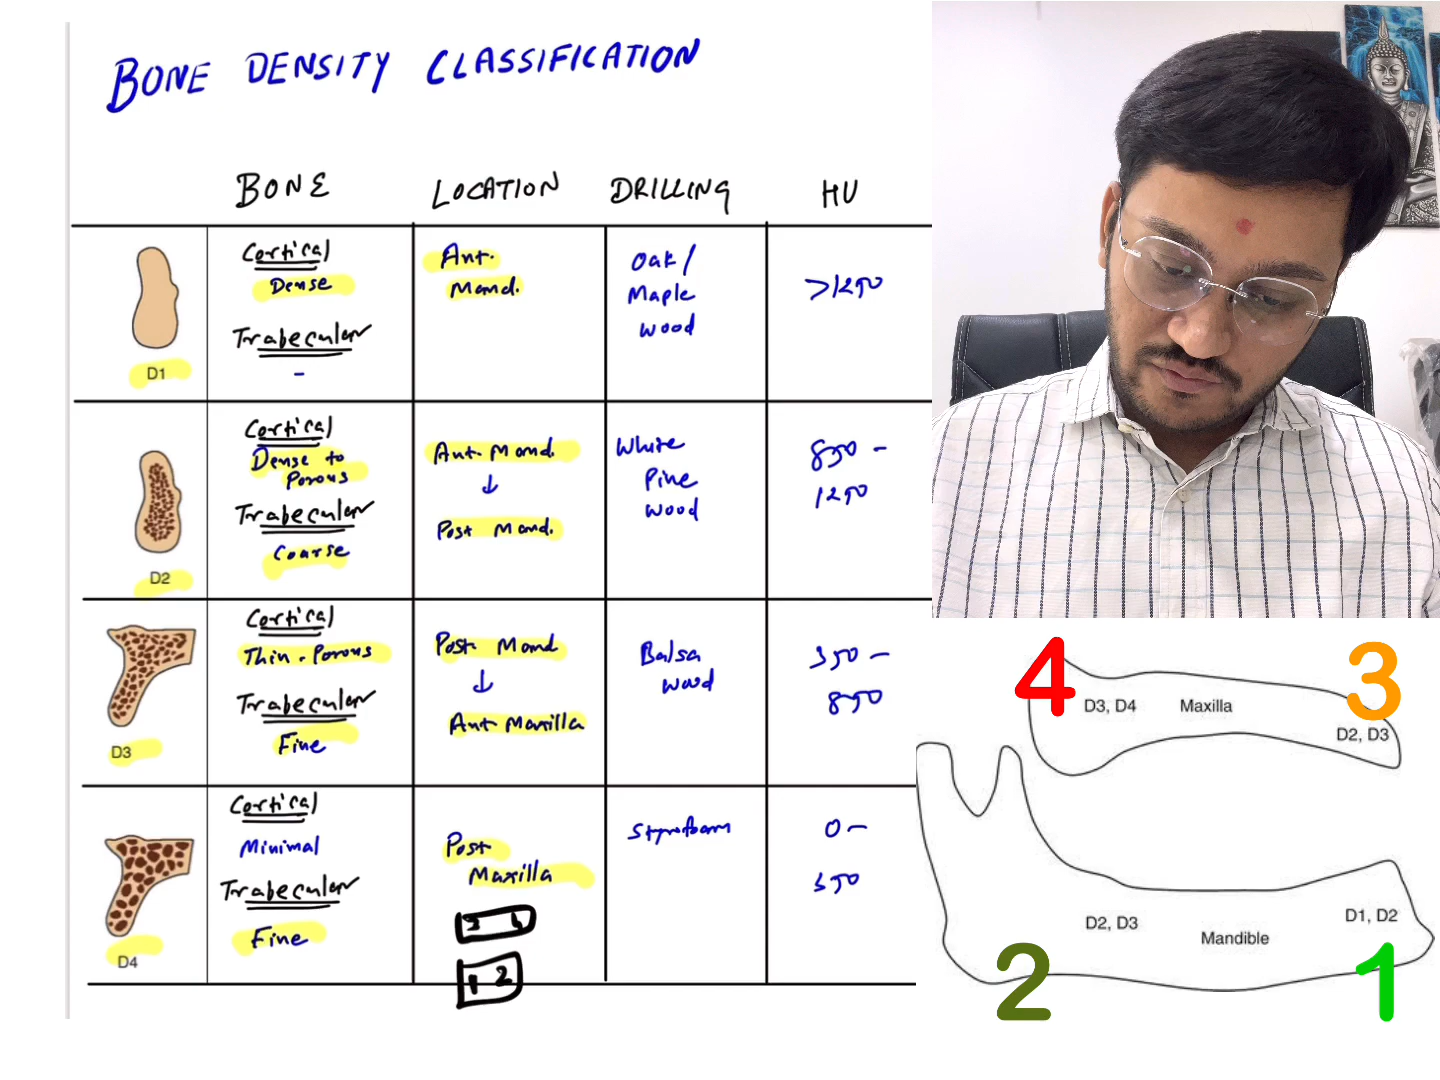 BONE DENSITY CLASSIFICATION
BONE LOCATION DRILLING HU
Cortical
Dense
Trabecular
-
D1
Ant.
Mand.
Oak/
Maple
wood
>1250
Cortical
Dense to
Porous
Trabecular
Coarse
D2
Ant. Mand.
↓
Post Mand.
White
Pine
wood
850 -
1250
Cortical
Thin - Porous
Trabecular
Fine
D3
Post. Mand
↓
Ant Maxilla
Balsa
wood
350 -
850
Cortical
Minimal
Trabecular
Fine
D4
Post
Maxilla
1 2
Styrofoam
0 -
350
4
3
D3, D4
Maxilla
D2, D3
D2, D3
Mandible
D1, D2
2
1